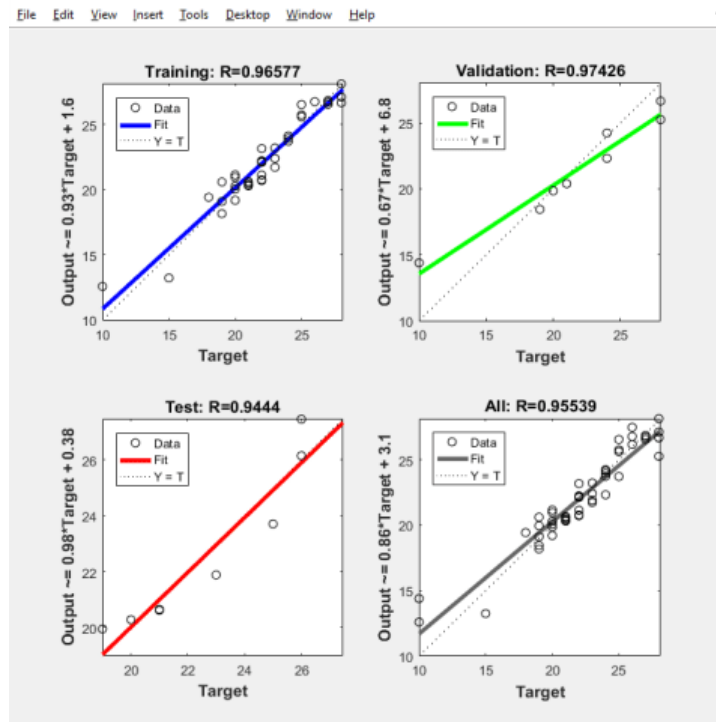 File Edit View Insert Tools Desktop Window Help
Training: R=0.96577
Data
Fit
Y = T
Output ~= 0.93*Target + 1.6
25
20
15
10
10 15 20 25
Target
Validation: R=0.97426
Data
Fit
Y = T
Output ~= 0.67*Target + 6.8
25
20
15
10
10 15 20 25
Target
Test: R=0.9444
Data
Fit
Y = T
Output ~= 0.98*Target + 0.38
26
24
22
20
20 22 24 26
Target
All: R=0.95539
Data
Fit
Y = T
Output ~= 0.86*Target + 3.1
25
20
15
10
10 15 20 25
Target